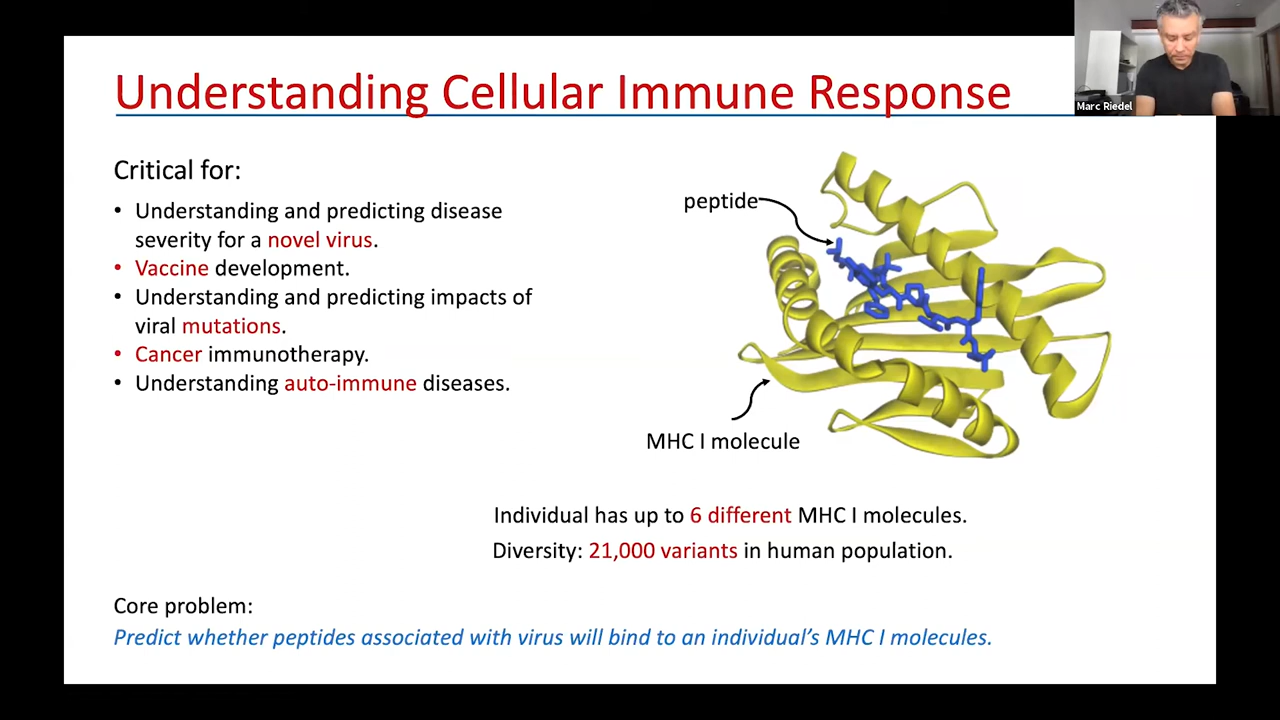 Understanding Cellular Immune Response
Marc Riedel
Critical for:
• Understanding and predicting disease
severity for a novel virus.
• Vaccine development.
• Understanding and predicting impacts of
viral mutations.
• Cancer immunotherapy.
• Understanding auto-immune diseases.
peptide
MHC I molecule
Individual has up to 6 different MHC I molecules.
Diversity: 21,000 variants in human population.
Core problem:
Predict whether peptides associated with virus will bind to an individual’s MHC I molecules.